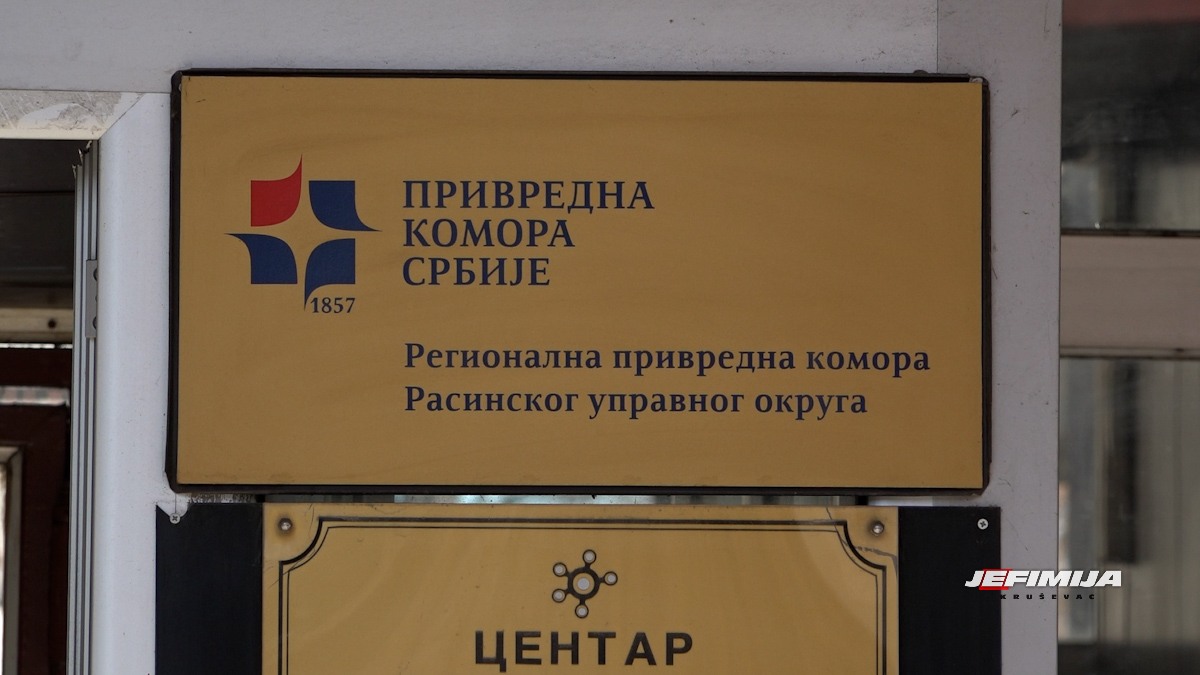 ПРИВРЕДНА
КОМОРА
СРБИЈЕ
1857
Регионална привредна комора
Расинског управног округа
ЦЕНТАР
JEFIMIJA
KRUŠEVAC